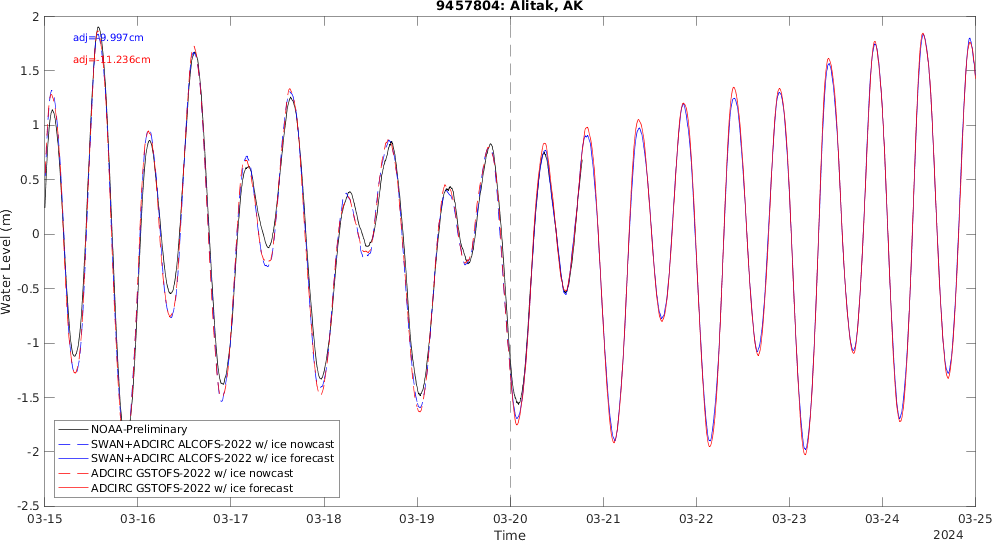 9457804: Alitak, AK
adj=-9.997cm
adj=-11.236cm
Water Level (m)
2
1.5
1
0.5
0
-0.5
-1
-1.5
-2
-2.5
NOAA-Preliminary
SWAN+ADCIRC ALCOFS-2022 w/ ice nowcast
SWAN+ADCIRC ALCOFS-2022 w/ ice forecast
ADCIRC GSTOFS-2022 w/ ice nowcast
ADCIRC GSTOFS-2022 w/ ice forecast
03-15 03-16 03-17 03-18 03-19 03-20 03-21 03-22 03-23 03-24 03-25
Time
2024